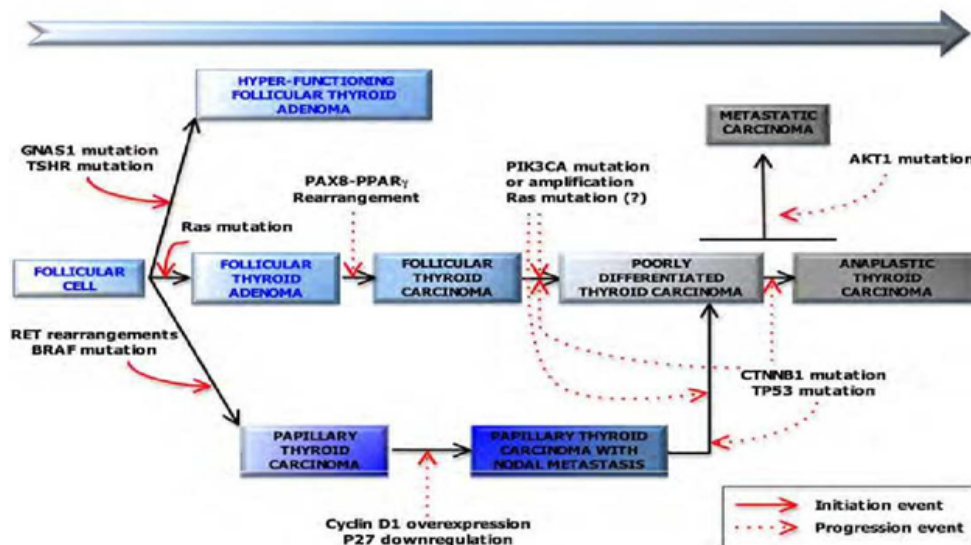 HYPER-FUNCTIONING
FOLLICULAR THYROID
ADENOMA
METASTATIC
CARCINOMA
GNAS1 mutation
TSHR mutation
PAX8-PPARγ
Rearrangement
PIK3CA mutation
or amplification
Ras mutation (?)
AKT1 mutation
Ras mutation
FOLLICULAR
CELL
FOLLICULAR
THYROID
ADENOMA
FOLLICULAR
THYROID
CARCINOMA
POORLY
DIFFERENTIATED
THYROID CARCINOMA
ANAPLASTIC
THYROID
CARCINOMA
RET rearrangements
BRAF mutation
CTNNB1 mutation
TP53 mutation
PAPILLARY
THYROID
CARCINOMA
PAPILLARY THYROID
CARCINOMA WITH
NODAL METASTASIS
Cyclin D1 overexpression
P27 downregulation
Initiation event
Progression event